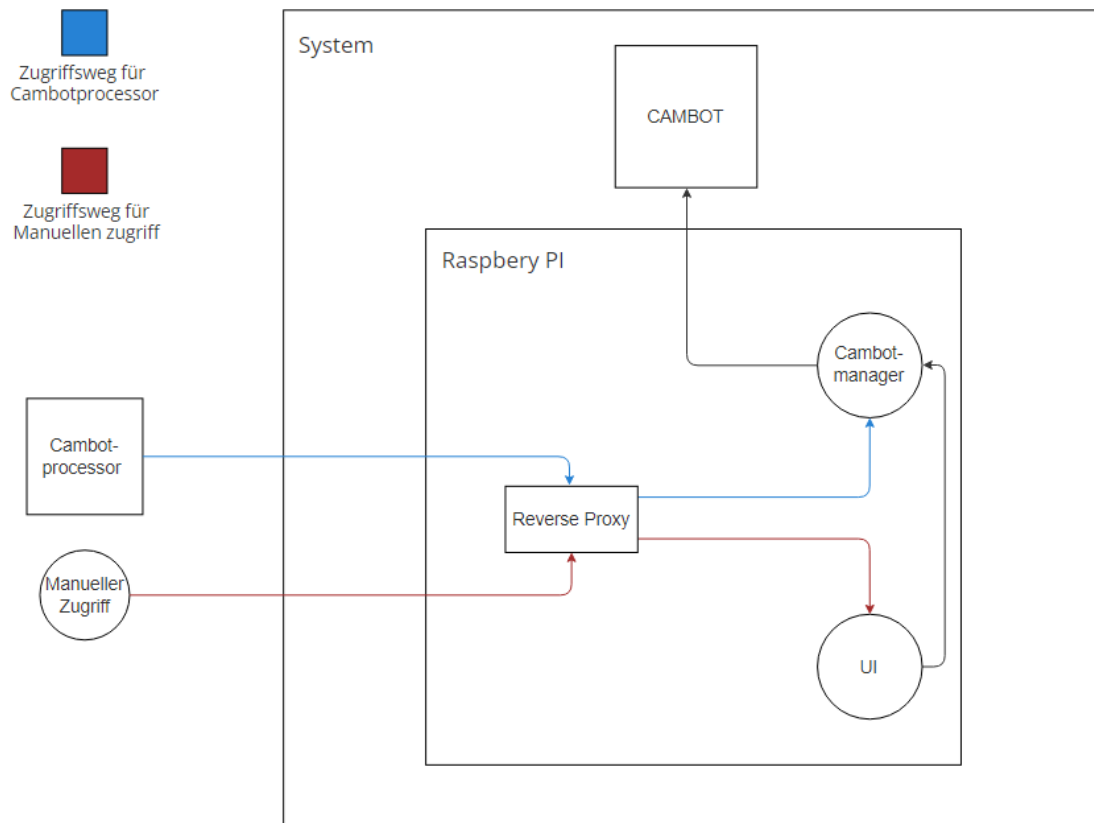 Zugriffsweg für
Cambotprocessor
Zugriffsweg für
Manuellen zugriff
System
CAMBOT
Raspbery PI
Cambot-
manager
Cambot-
processor
Reverse Proxy
Manueller
Zugriff
UI